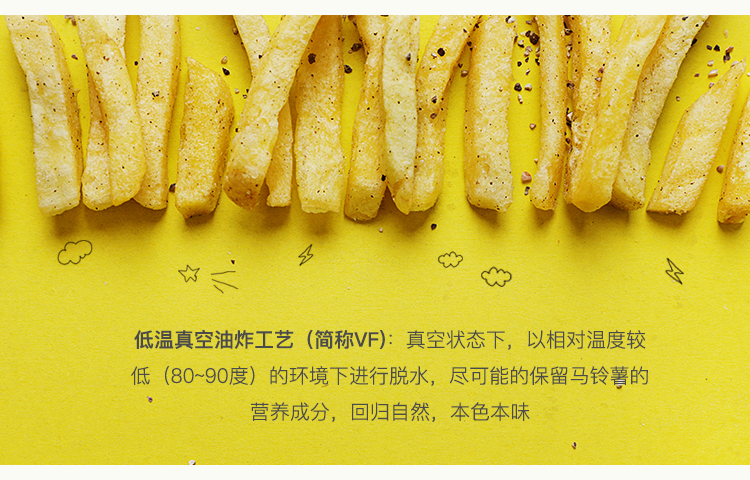 低温真空油炸工艺（简称VF)：真空状态下，以相对温度较
低（80~90度）的环境下进行脱水，尽可能的保留马铃薯的
营养成分，回归自然，本色本味